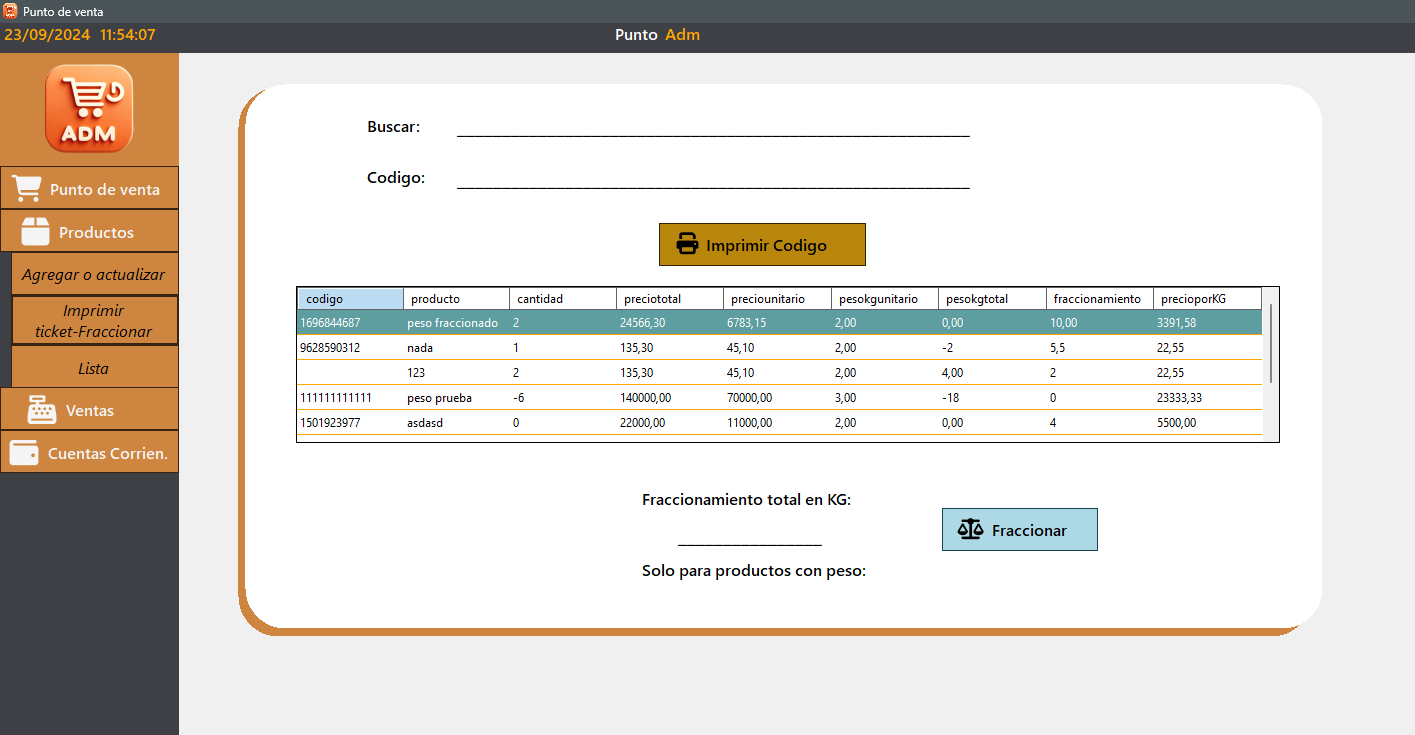 Punto de venta
23/09/2024 11:54:07
Punto Adm
ADM
Punto de venta
Productos
Agregar o actualizar
Imprimir
ticket-Fraccionar
Lista
Ventas
Cuentas Corrien.
Buscar:
Codigo:
Imprimir Codigo
codigo producto cantidad preciototal preciounitario pesokgunitario pesokgtotal fraccionamiento precioporKG
1696844687 peso fraccionado 2 24566,30 6783,15 2,00 0,00 10,00 3391,58
9628590312 nada 1 135,30 45,10 2,00 -2 5,5 22,55
123 2 135,30 45,10 2,00 4,00 2 22,55
111111111111 peso prueba -6 140000,00 70000,00 3,00 -18 0 23333,33
1501923977 asdasd 0 22000,00 11000,00 2,00 0,00 4 5500,00
Fraccionamiento total en KG:
Fraccionar
Solo para productos con peso: